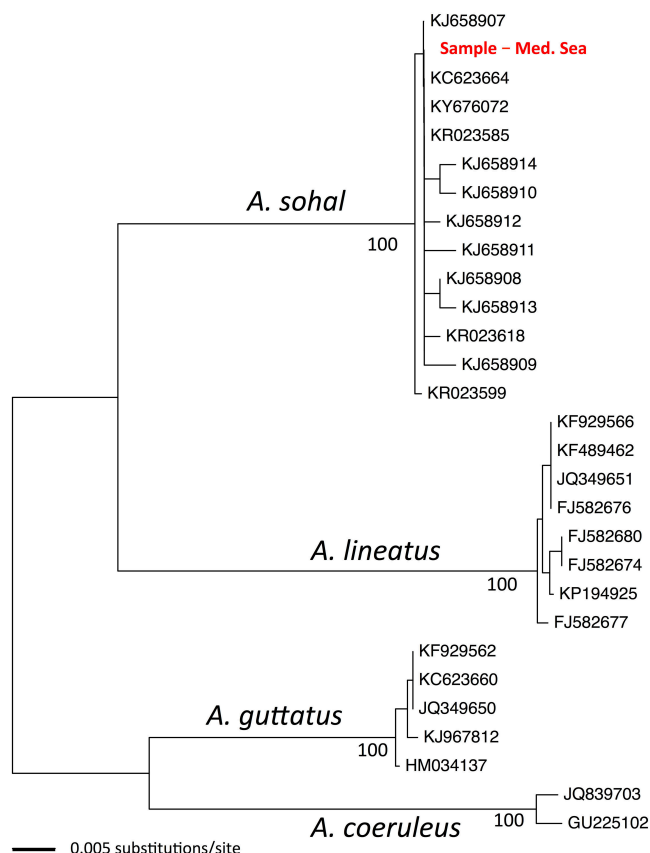 KJ658907
Sample – Med. Sea
KC623664
KY676072
KR023585
KJ658914
KJ658910
A. sohal
KJ658912
100
KJ658911
KJ658908
KJ658913
KR023618
KJ658909
KR023599
KF929566
KF489462
JQ349651
FJ582676
FJ582680
A. lineatus
FJ582674
100
KP194925
FJ582677
KF929562
KC623660
JQ349650
A. guttatus
KJ967812
100
HM034137
JQ839703
A. coeruleus
100
GU225102
0.005 substitutions/site